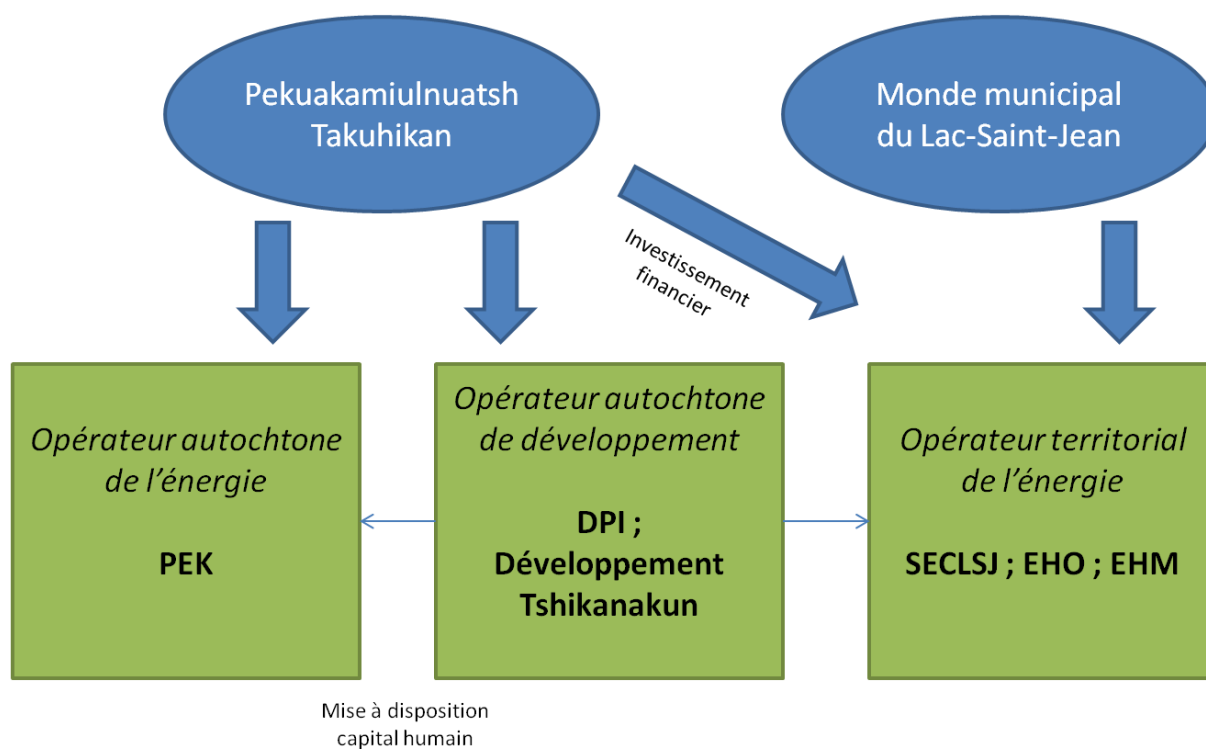 Pekuakamiulnuatsh
Takuhikan
Monde municipal
du Lac-Saint-Jean
Investissement
financier
Opérateur autochtone
de l’énergie
PEK
Opérateur autochtone
de développement
DPI ;
Développement
Tshikanakun
Opérateur territorial
de l’énergie
SECLSJ ; EHO ; EHM
Mise à disposition
capital humain